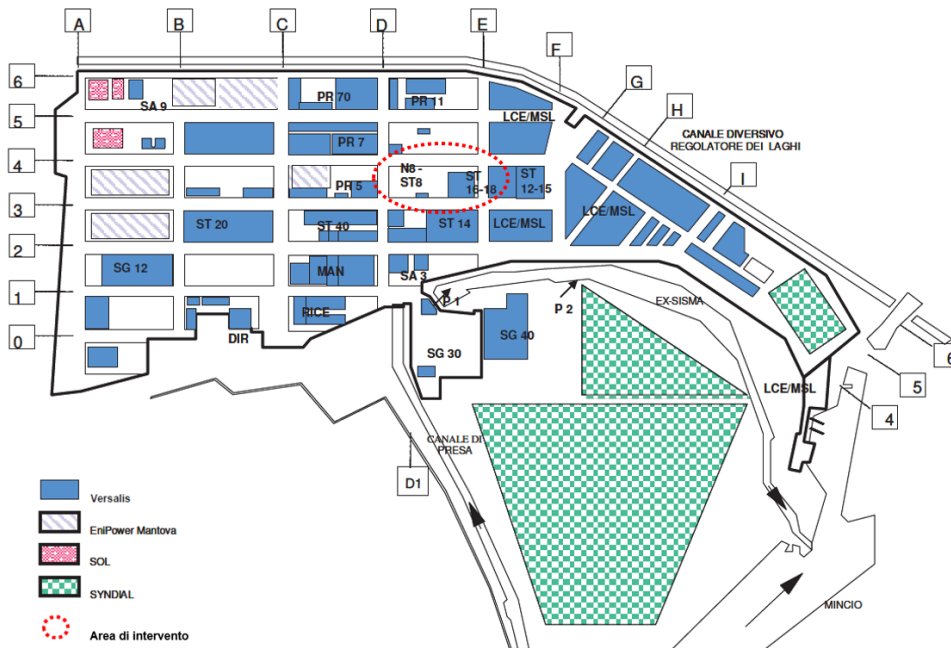 A
B
C
D
E
F
G
H
I
6
5
4
3
2
1
0
SA 9
PR 70
PR 11
LCE/MSL
CANALE DIVERSIVO
REGOLATORE DEI LAGHI
PR 7
PR 5
N8 -
ST8
ST
16-18
ST
12-15
ST 20
ST 40
ST 14
LCE/MSL
LCE/MSL
SG 12
MAN
SA 3
P 1
P 2
EX-SISMA
RICE
DIR
SG 30
SG 40
LCE/MSL
6
5
4
CANALE DI
PRESA
D1
MINCIO
Versalis
EniPower Mantova
SOL
SYNDIAL
Area di intervento